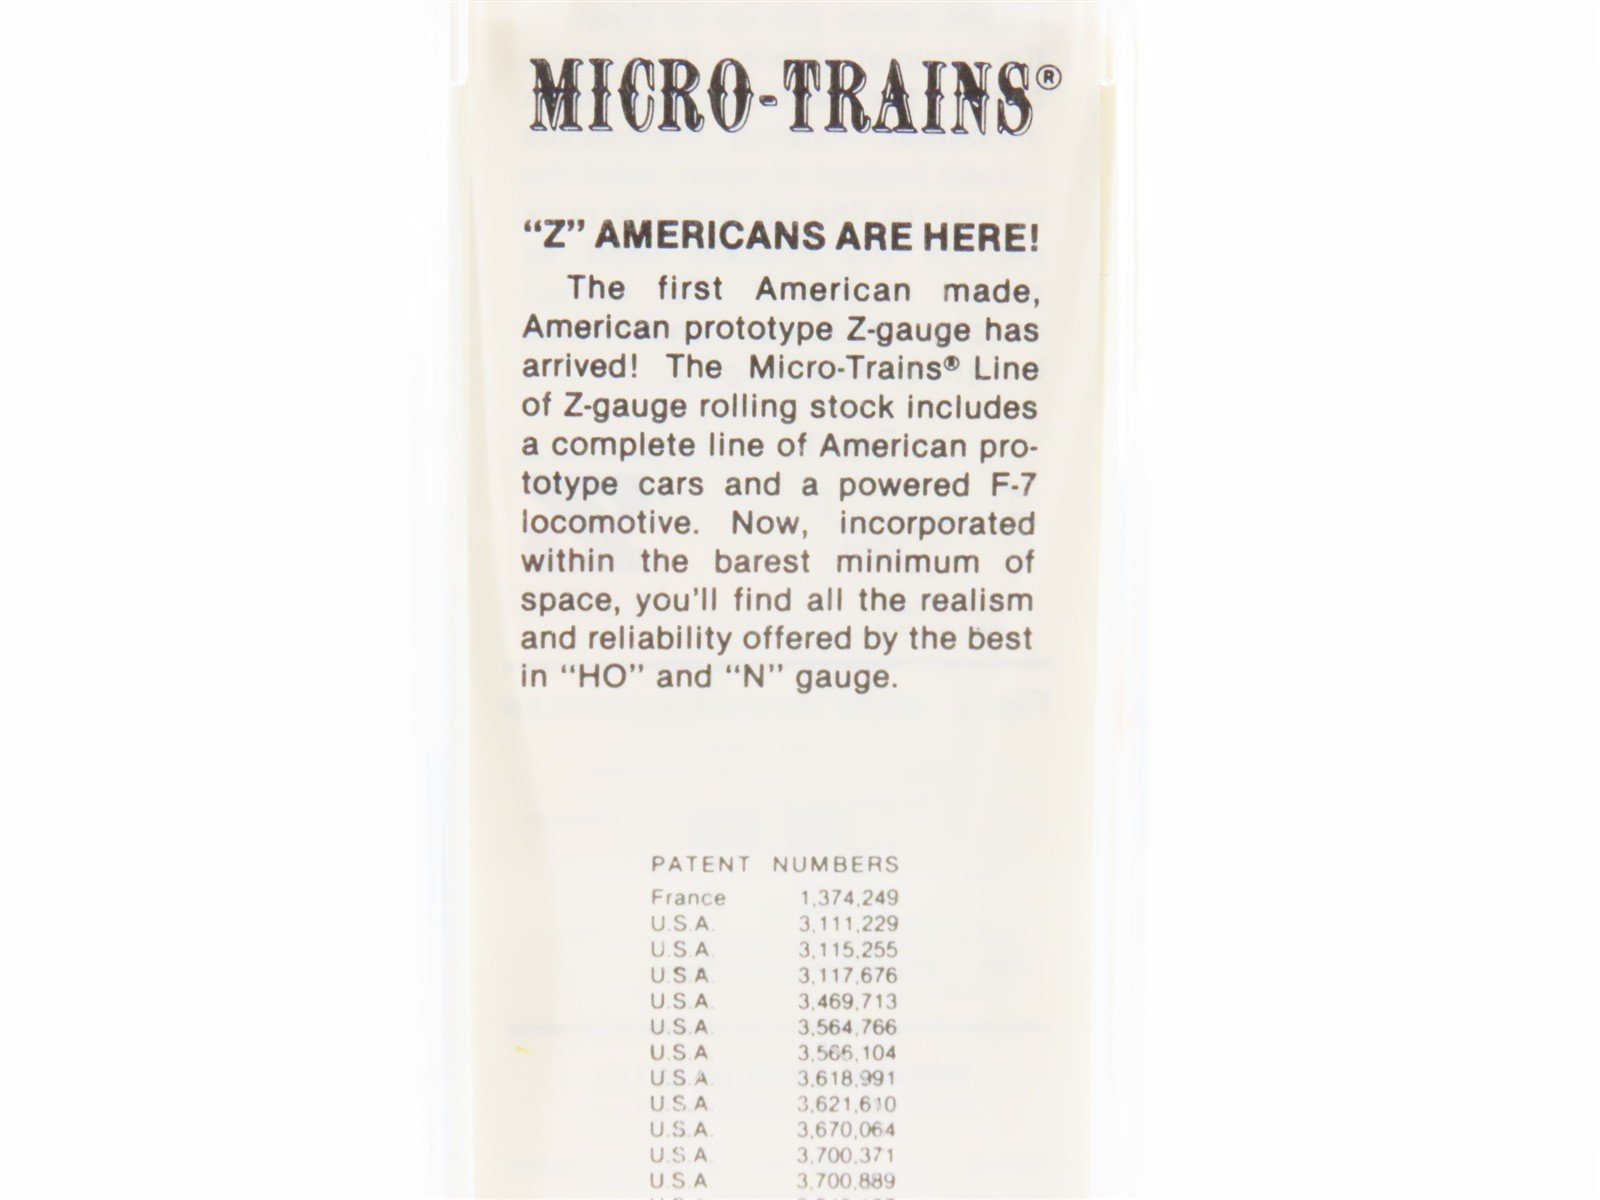 MICRO-TRAINS®
“Z” AMERICANS ARE HERE!
The first American made,
American prototype Z-gauge has
arrived! The Micro-Trains® Line
of Z-gauge rolling stock includes
a complete line of American pro-
totype cars and a powered F-7
locomotive. Now, incorporated
within the barest minimum of
space, you'll find all the realism
and reliability offered by the best
in “HO” and “N” gauge.
PATENT NUMBERS
France 1,374,249
U.S.A. 3,111,229
U.S.A. 3,115,255
U.S.A. 3,117,676
U.S.A. 3,469,713
U.S.A. 3,564,766
U.S.A. 3,566,104
U.S.A. 3,618,991
U.S.A. 3,621,610
U.S.A. 3,670,064
U.S.A. 3,700,371
U.S.A 3,700,889